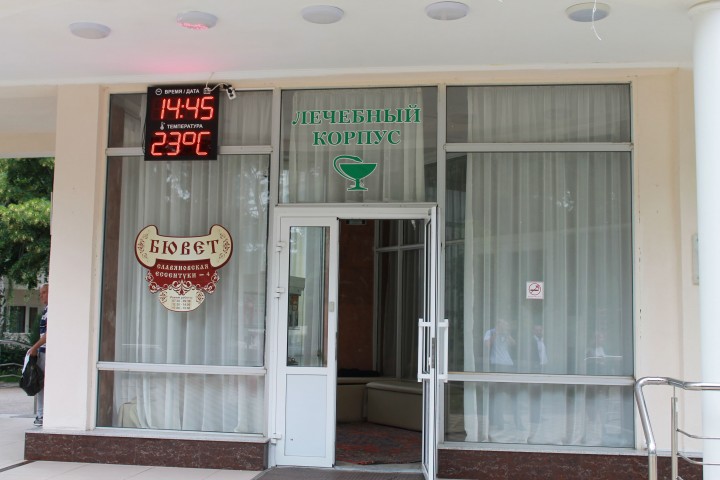 ВРЕМЯ / ДАТА
14:45
ТЕМПЕРАТУРА
23°C
ЛЕЧЕБНЫЙ
КОРПУС
БЮВЕТ
СЛАВЯНОВСКАЯ
ЕССЕНТУКИ — 4